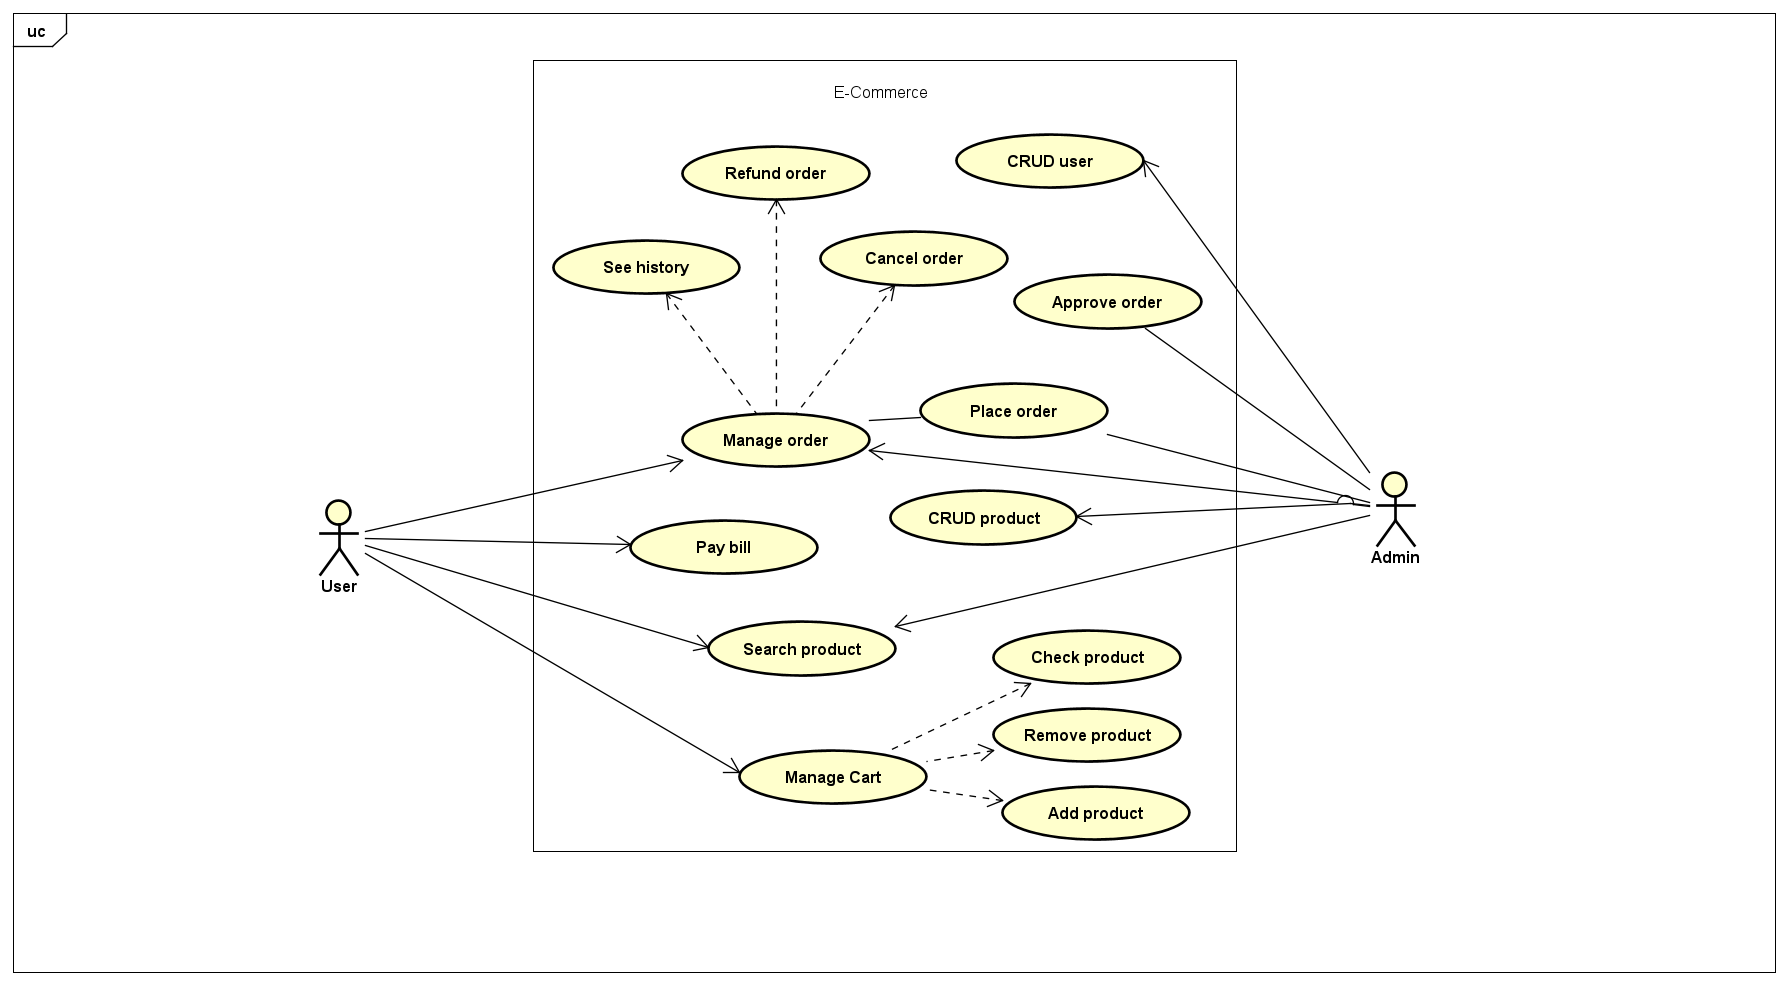 uc
E-Commerce
CRUD user
Refund order
Cancel order
See history
Approve order
Place order
Manage order
CRUD product
Pay bill
Admin
User
Search product
Check product
Remove product
Manage Cart
Add product